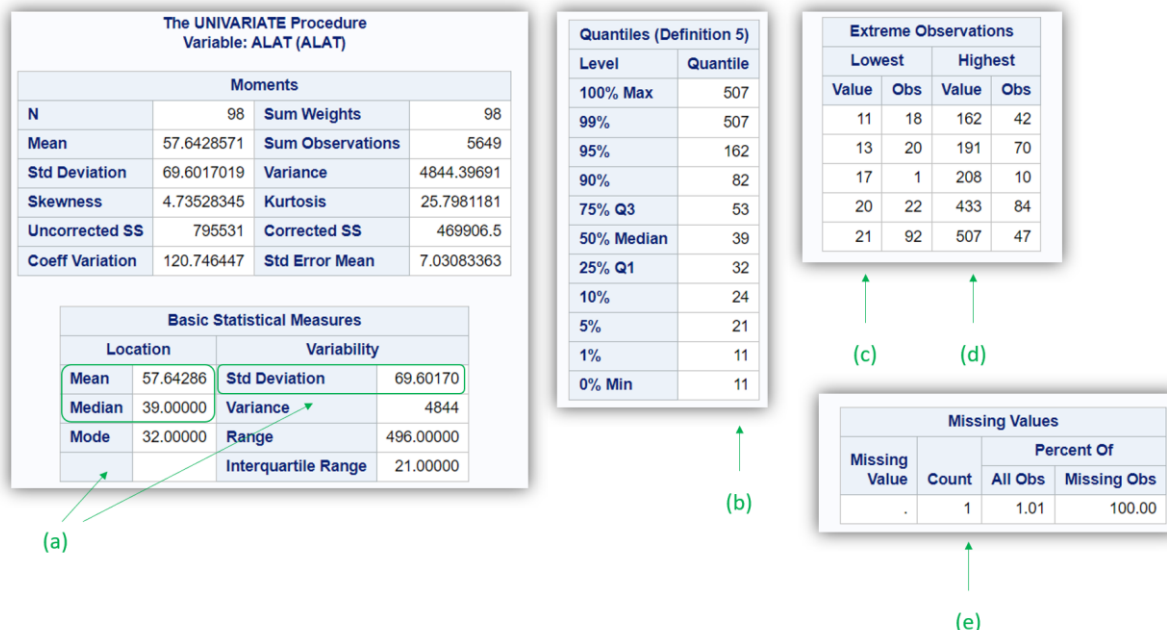 The UNIVARIATE Procedure
Variable: ALAT (ALAT)
Moments
N 98 Sum Weights 98
Mean 57.6428571 Sum Observations 5649
Std Deviation 69.6017019 Variance 4844.39691
Skewness 4.73528345 Kurtosis 25.7981181
Uncorrected SS 795531 Corrected SS 469906.5
Coeff Variation 120.746447 Std Error Mean 7.03083363
Basic Statistical Measures
Location Variability
Mean 57.64286 Std Deviation 69.60170
Median 39.00000 Variance 4844
Mode 32.00000 Range 496.00000
Interquartile Range 21.00000
(a)
Quantiles (Definition 5)
Level Quantile
100% Max 507
99% 507
95% 162
90% 82
75% Q3 53
50% Median 39
25% Q1 32
10% 24
5% 21
1% 11
0% Min 11
(b)
Extreme Observations
Lowest Highest
Value Obs Value Obs
11 18 162 42
13 20 191 70
17 1 208 10
20 22 433 84
21 92 507 47
(c) (d)
Missing Values
Missing Value Count Percent Of
All Obs Missing Obs
. 1 1.01 100.00
(e)